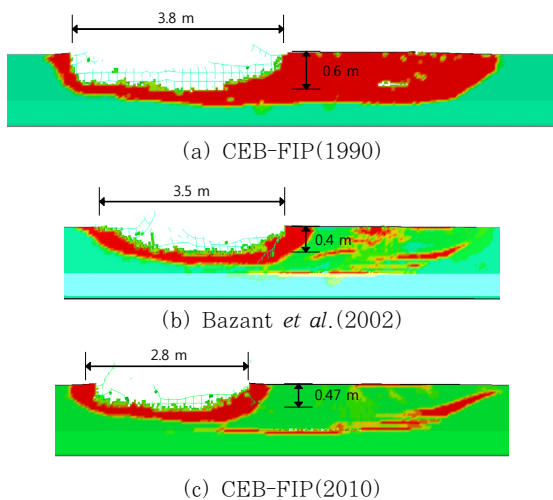 3.8 m
0.6 m
(a) CEB-FIP(1990)
3.5 m
0.4 m
(b) Bazant et al.(2002)
2.8 m
0.47 m
(c) CEB-FIP(2010)